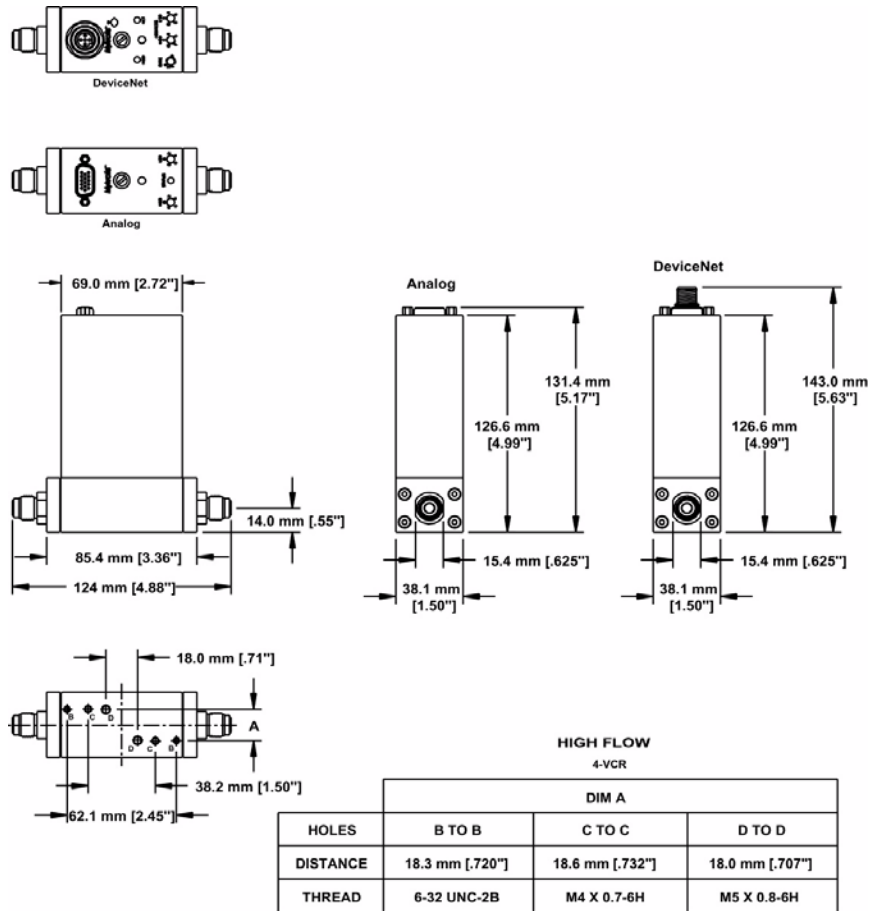 DeviceNet
Analog
69.0 mm [2.72"]
14.0 mm [.55"]
85.4 mm [3.36"]
124 mm [4.88"]
Analog
131.4 mm
[5.17"]
126.6 mm
[4.99"]
15.4 mm [.625"]
38.1 mm
[1.50"]
DeviceNet
143.0 mm
[5.63"]
126.6 mm
[4.99"]
15.4 mm [.625"]
38.1 mm
[1.50"]
18.0 mm [.71"]
B C D
A
D C B
38.2 mm [1.50"]
62.1 mm [2.45"]
HIGH FLOW
4-VCR
DIM A
HOLES B TO B C TO C D TO D
DISTANCE 18.3 mm [.720"] 18.6 mm [.732"] 18.0 mm [.707"]
THREAD 6-32 UNC-2B M4 X 0.7-6H M5 X 0.8-6H